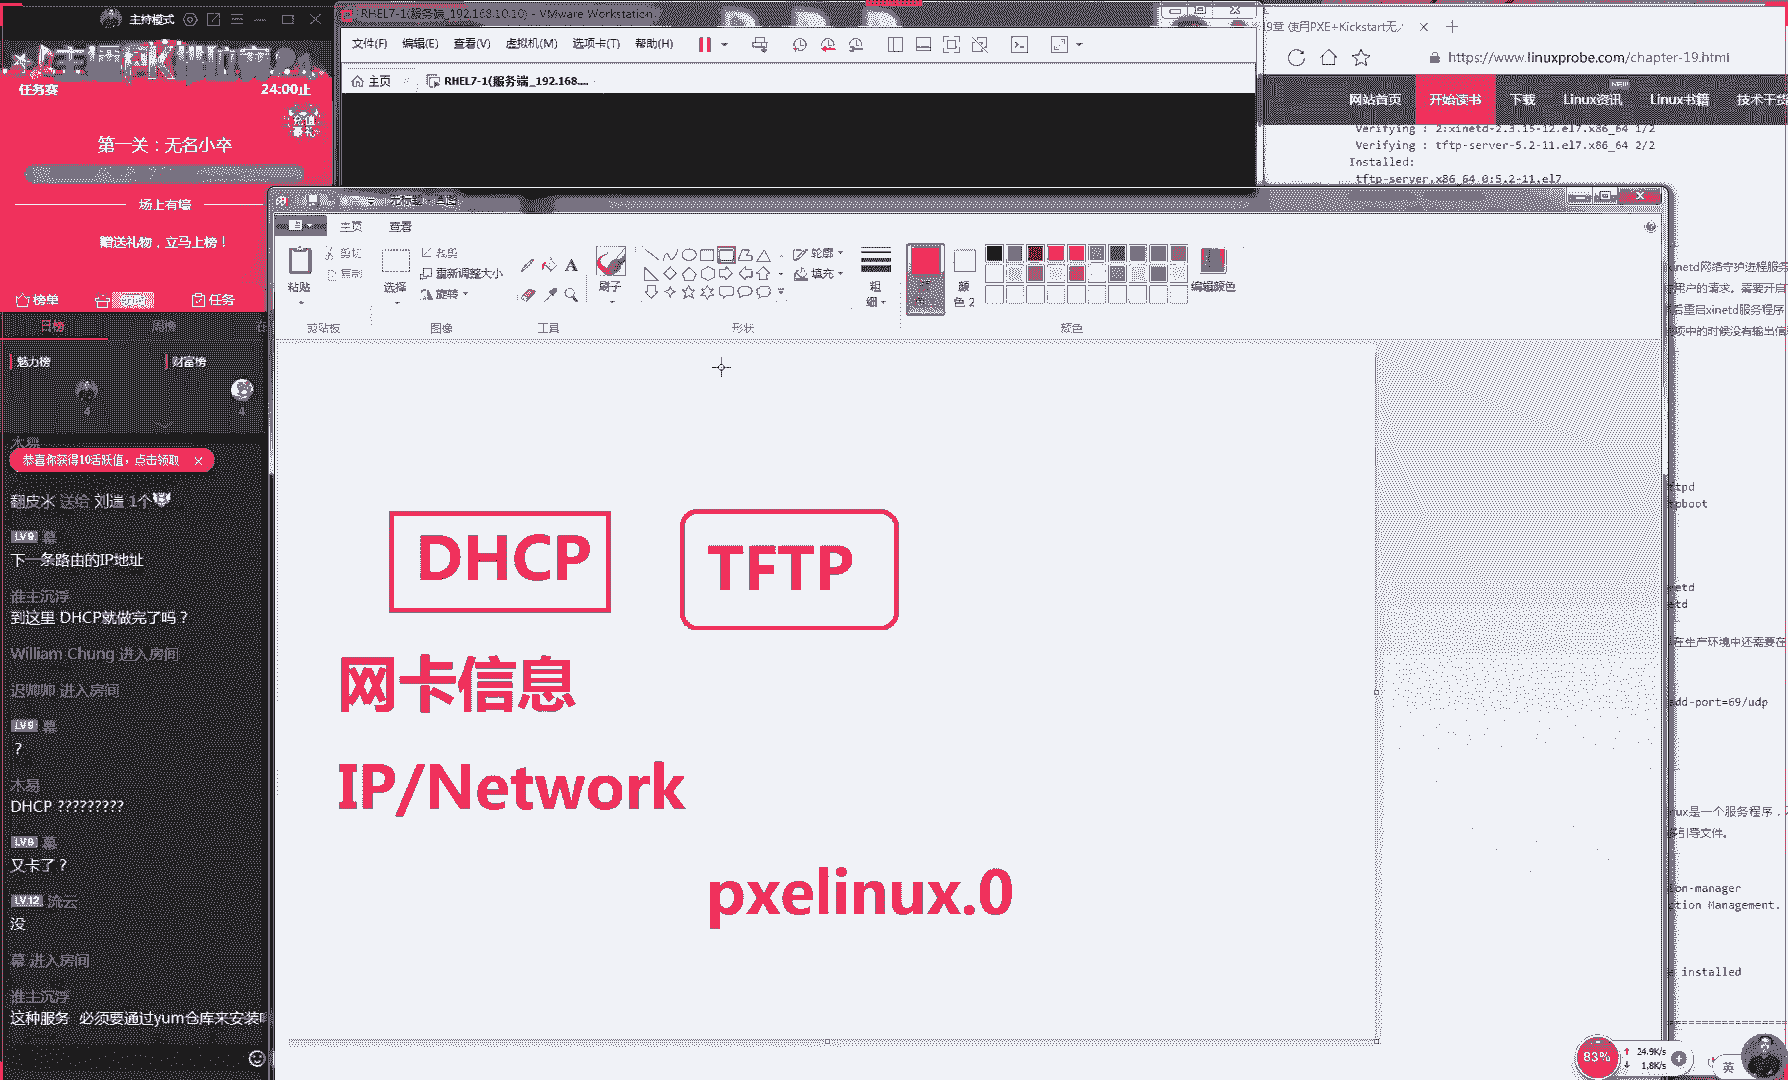 主持模式
任务赛
24:00止
充值
豪礼
第一关：无名小卒
场上有墙
赠送礼物，立马上榜！
榜单
任务
日榜
周榜
魅力榜
财富榜
4
4
木易
恭喜你获得10活跃值，点击领取
翻皮水 送给 刘遄 1个
LV9
下一条路由的IP地址
谁主沉浮
到这里 DHCP就做完了吗？
William Chung 进入房间
迟帅帅 进入房间
LV9
？
木易
DHCP ?????????
又卡了？
LV12 流云
没
幕 进入房间
谁主沉浮
这种服务 必须要通过yum仓库来安装
RHEL7-1(服务端_192.168.10.10) - VMware Workstation
文件(F) 编辑(E) 查看(V) 虚拟机(M) 选项卡(T) 帮助(H)
主页
RHEL7-1(服务端_192.168....
19章 使用PXE+Kickstart无
https://www.linuxprobe.com/chapter-19.html
网站首页 开始读书 下载 Linux资讯 Linux书籍 技术干货
Verifying : 2:xinetd-2.3.15-12.el7.x86_64 1/2
Verifying : tftp-server-5.2-11.el7.x86_64 2/2
Installed:
tftp-server.x86_64 0:5.2-11.el7
主页 查看
粘贴
剪切
复制
剪贴板
选择
裁剪
重新调整大小
旋转
图像
工具
刷子
形状
轮廓
填充
粗
细
颜
色 2
颜色
编辑颜色
DHCP
TFTP
网卡信息
IP/Network
pxelinux.0
xinetd网络守护进程服务
用户的请求。需要开启
后重启xinetd服务程序
项中的时候没有输出信
tpd
pboot
etd
etd
在生产环境中还需要在
add-port=69/udp
nux是一个服务程序，
引导文件。
ion-manager
ction Management.
installed
83%
24.9K/s
1.8K/s
英